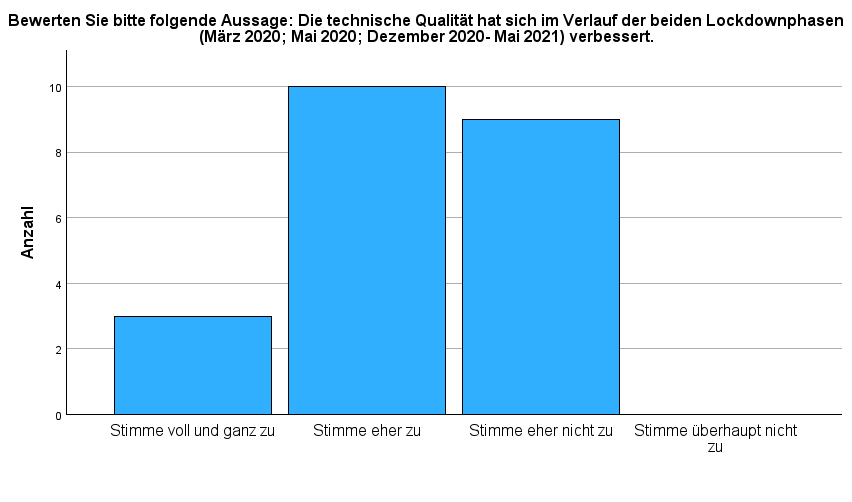 Bewerten Sie bitte folgende Aussage: Die technische Qualität hat sich im Verlauf der beiden Lockdownphasen
(März 2020; Mai 2020; Dezember 2020- Mai 2021) verbessert.
Anzahl
10
8
6
4
2
0
Stimme voll und ganz zu
Stimme eher zu
Stimme eher nicht zu
Stimme überhaupt nicht
zu